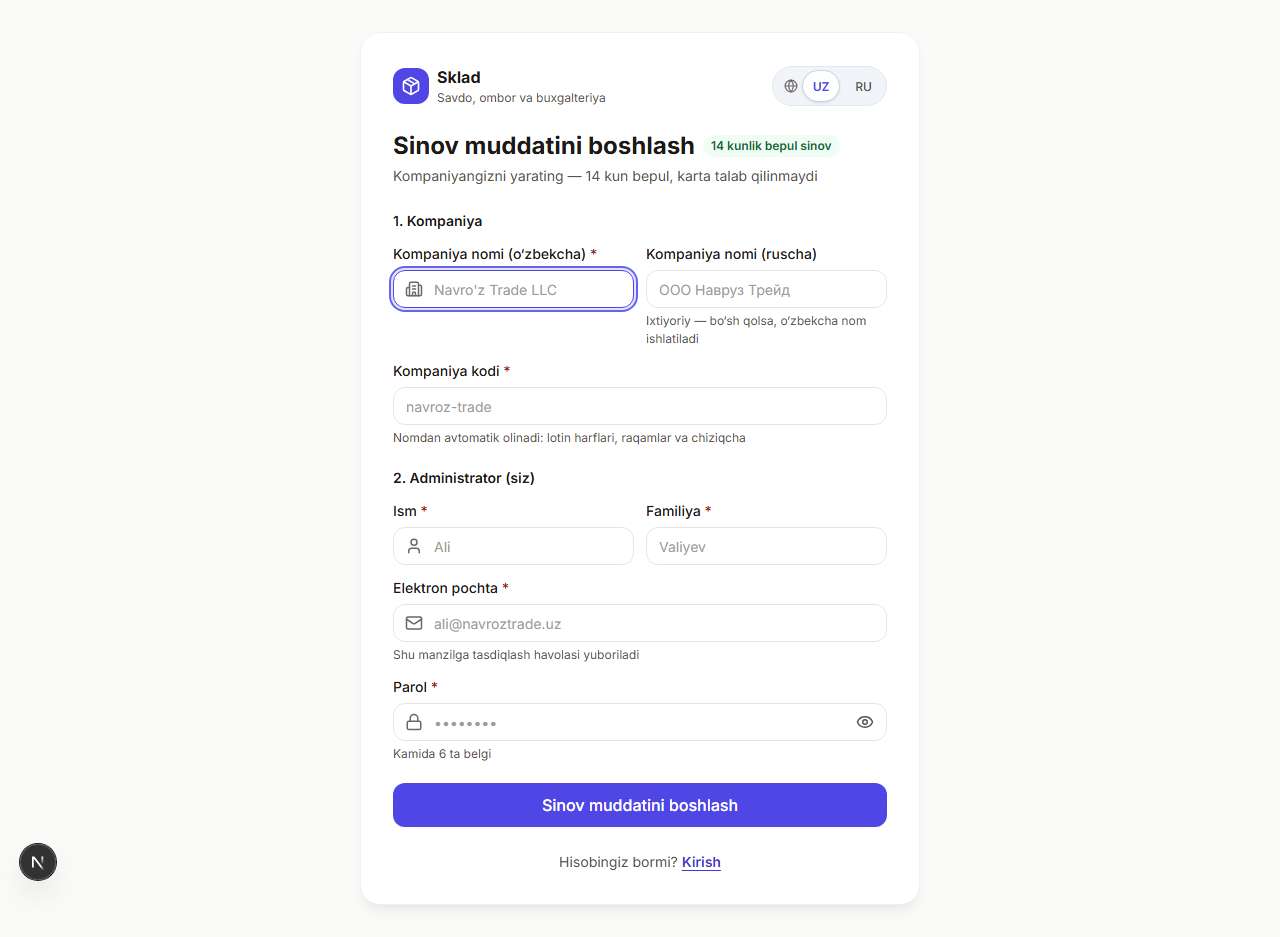 Sklad
Savdo, ombor va buxgalteriya
UZ RU
Sinov muddatini boshlash 14 kunlik bepul sinov
Kompaniyangizni yarating — 14 kun bepul, karta talab qilinmaydi
1. Kompaniya
Kompaniya nomi (oʻzbekcha) * Kompaniya nomi (ruscha)
Navro'z Trade LLC ООО Навруз Трейд
Ixtiyoriy — boʻsh qolsa, oʻzbekcha nom
ishlatiladi
Kompaniya kodi *
navroz-trade
Nomdan avtomatik olinadi: lotin harflari, raqamlar va chiziqcha
2. Administrator (siz)
Ism * Familiya *
Ali Valiyev
Elektron pochta *
ali@navroztrade.uz
Shu manzilga tasdiqlash havolasi yuboriladi
Parol *
••••••••
Kamida 6 ta belgi
Sinov muddatini boshlash
Hisobingiz bormi? Kirish
N